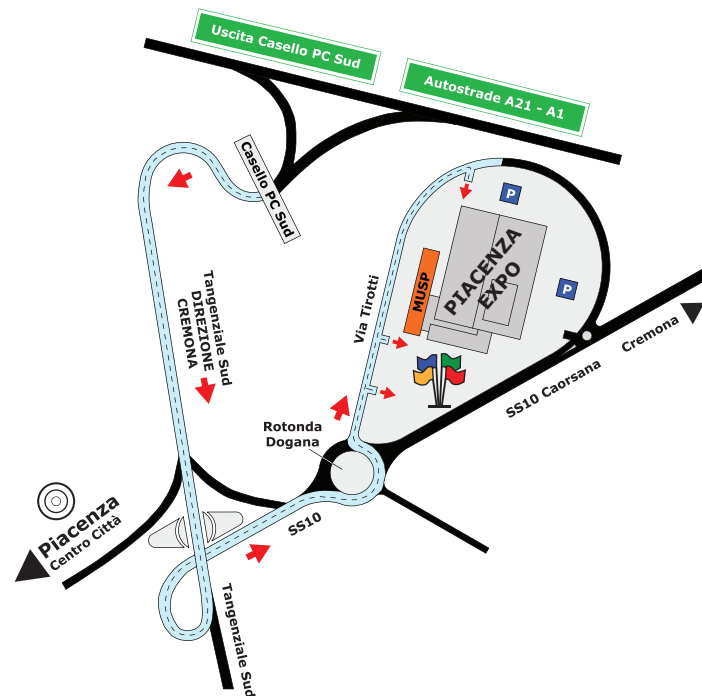 Uscita Casello PC Sud
Autostrade A21 - A1
Casello PC Sud
P
PIACENZA
EXPO
MUSP
P
Via Tirotti
Tangenziale Sud
DIREZIONE
CREMONA
Cremona
SS10 Caorsana
Rotonda
Dogana
SS10
Piacenza
Centro Città
Tangenziale Sud